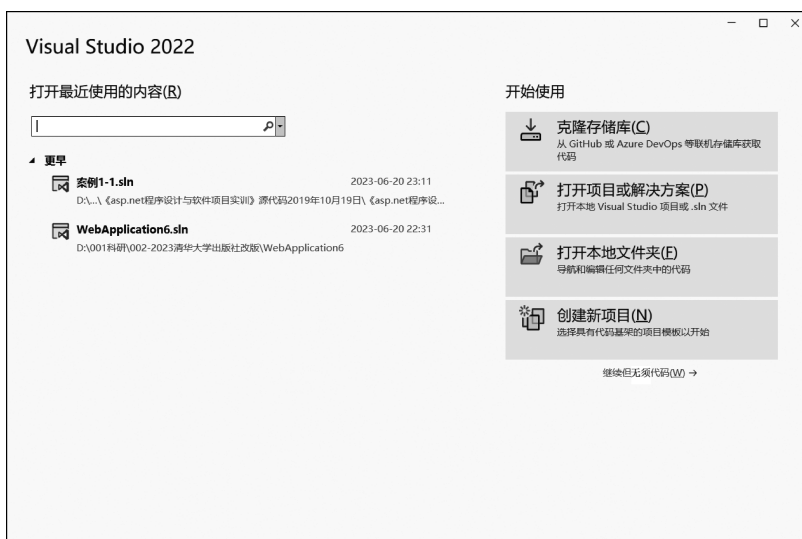 Visual Studio 2022
打开最近使用的内容(R)
更早
案例1-1.sln 2023-06-20 23:11
D:\...\《asp.net程序设计与软件项目实训》源代码2019年10月19日\《asp.net程序设...
WebApplication6.sln 2023-06-20 22:31
D:\001科研\002-2023清华大学出版社改版\WebApplication6
开始使用
克隆存储库(C)
从 GitHub 或 Azure DevOps 等联机存储库获取
代码
打开项目或解决方案(P)
打开本地 Visual Studio 项目或 .sln 文件
打开本地文件夹(F)
导航和编辑任何文件夹中的代码
创建新项目(N)
选择具有代码基架的项目模板以开始
继续但无须代码(W) →